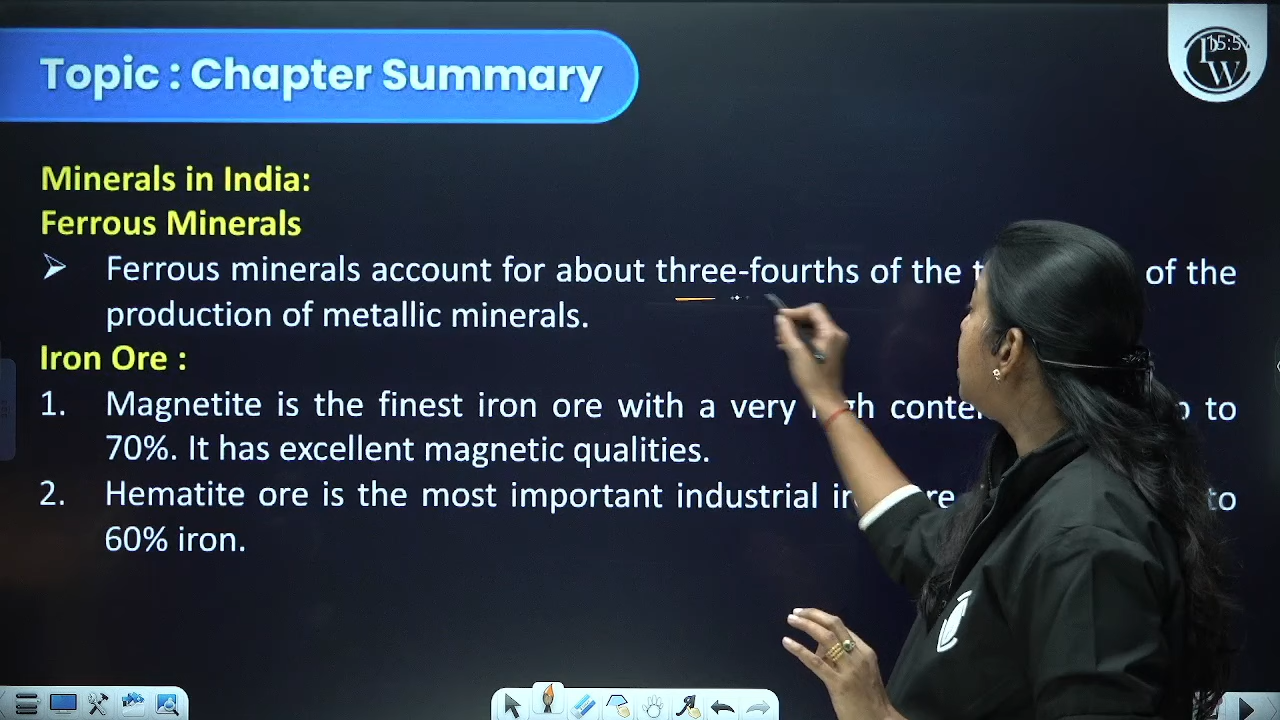 Topic : Chapter Summary
15:5
W
Minerals in India:
Ferrous Minerals
➢ Ferrous minerals account for about three-fourths of the of the
production of metallic minerals.
Iron Ore :
1. Magnetite is the finest iron ore with a very to
70%. It has excellent magnetic qualities.
2. Hematite ore is the most important industrial to
60% iron.